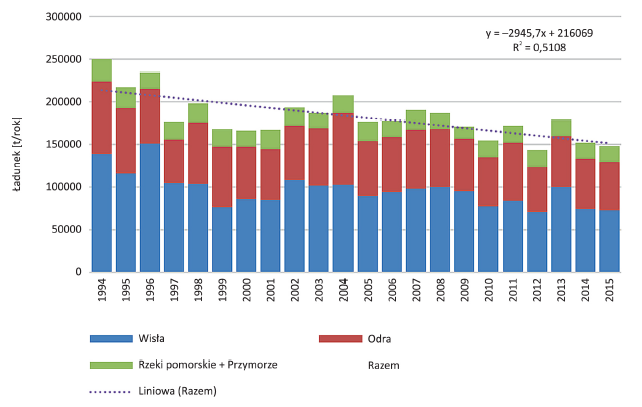 300000
y = –2945,7x + 216069
R² = 0,5108
250000
200000
150000
100000
50000
0
Ładunek [t/rok]
1994 1995 1996 1997 1998 1999 2000 2001 2002 2003 2004 2005 2006 2007 2008 2009 2010 2011 2012 2013 2014 2015
Wisła Odra
Rzeki pomorskie + Przymorze Razem
Liniowa (Razem)